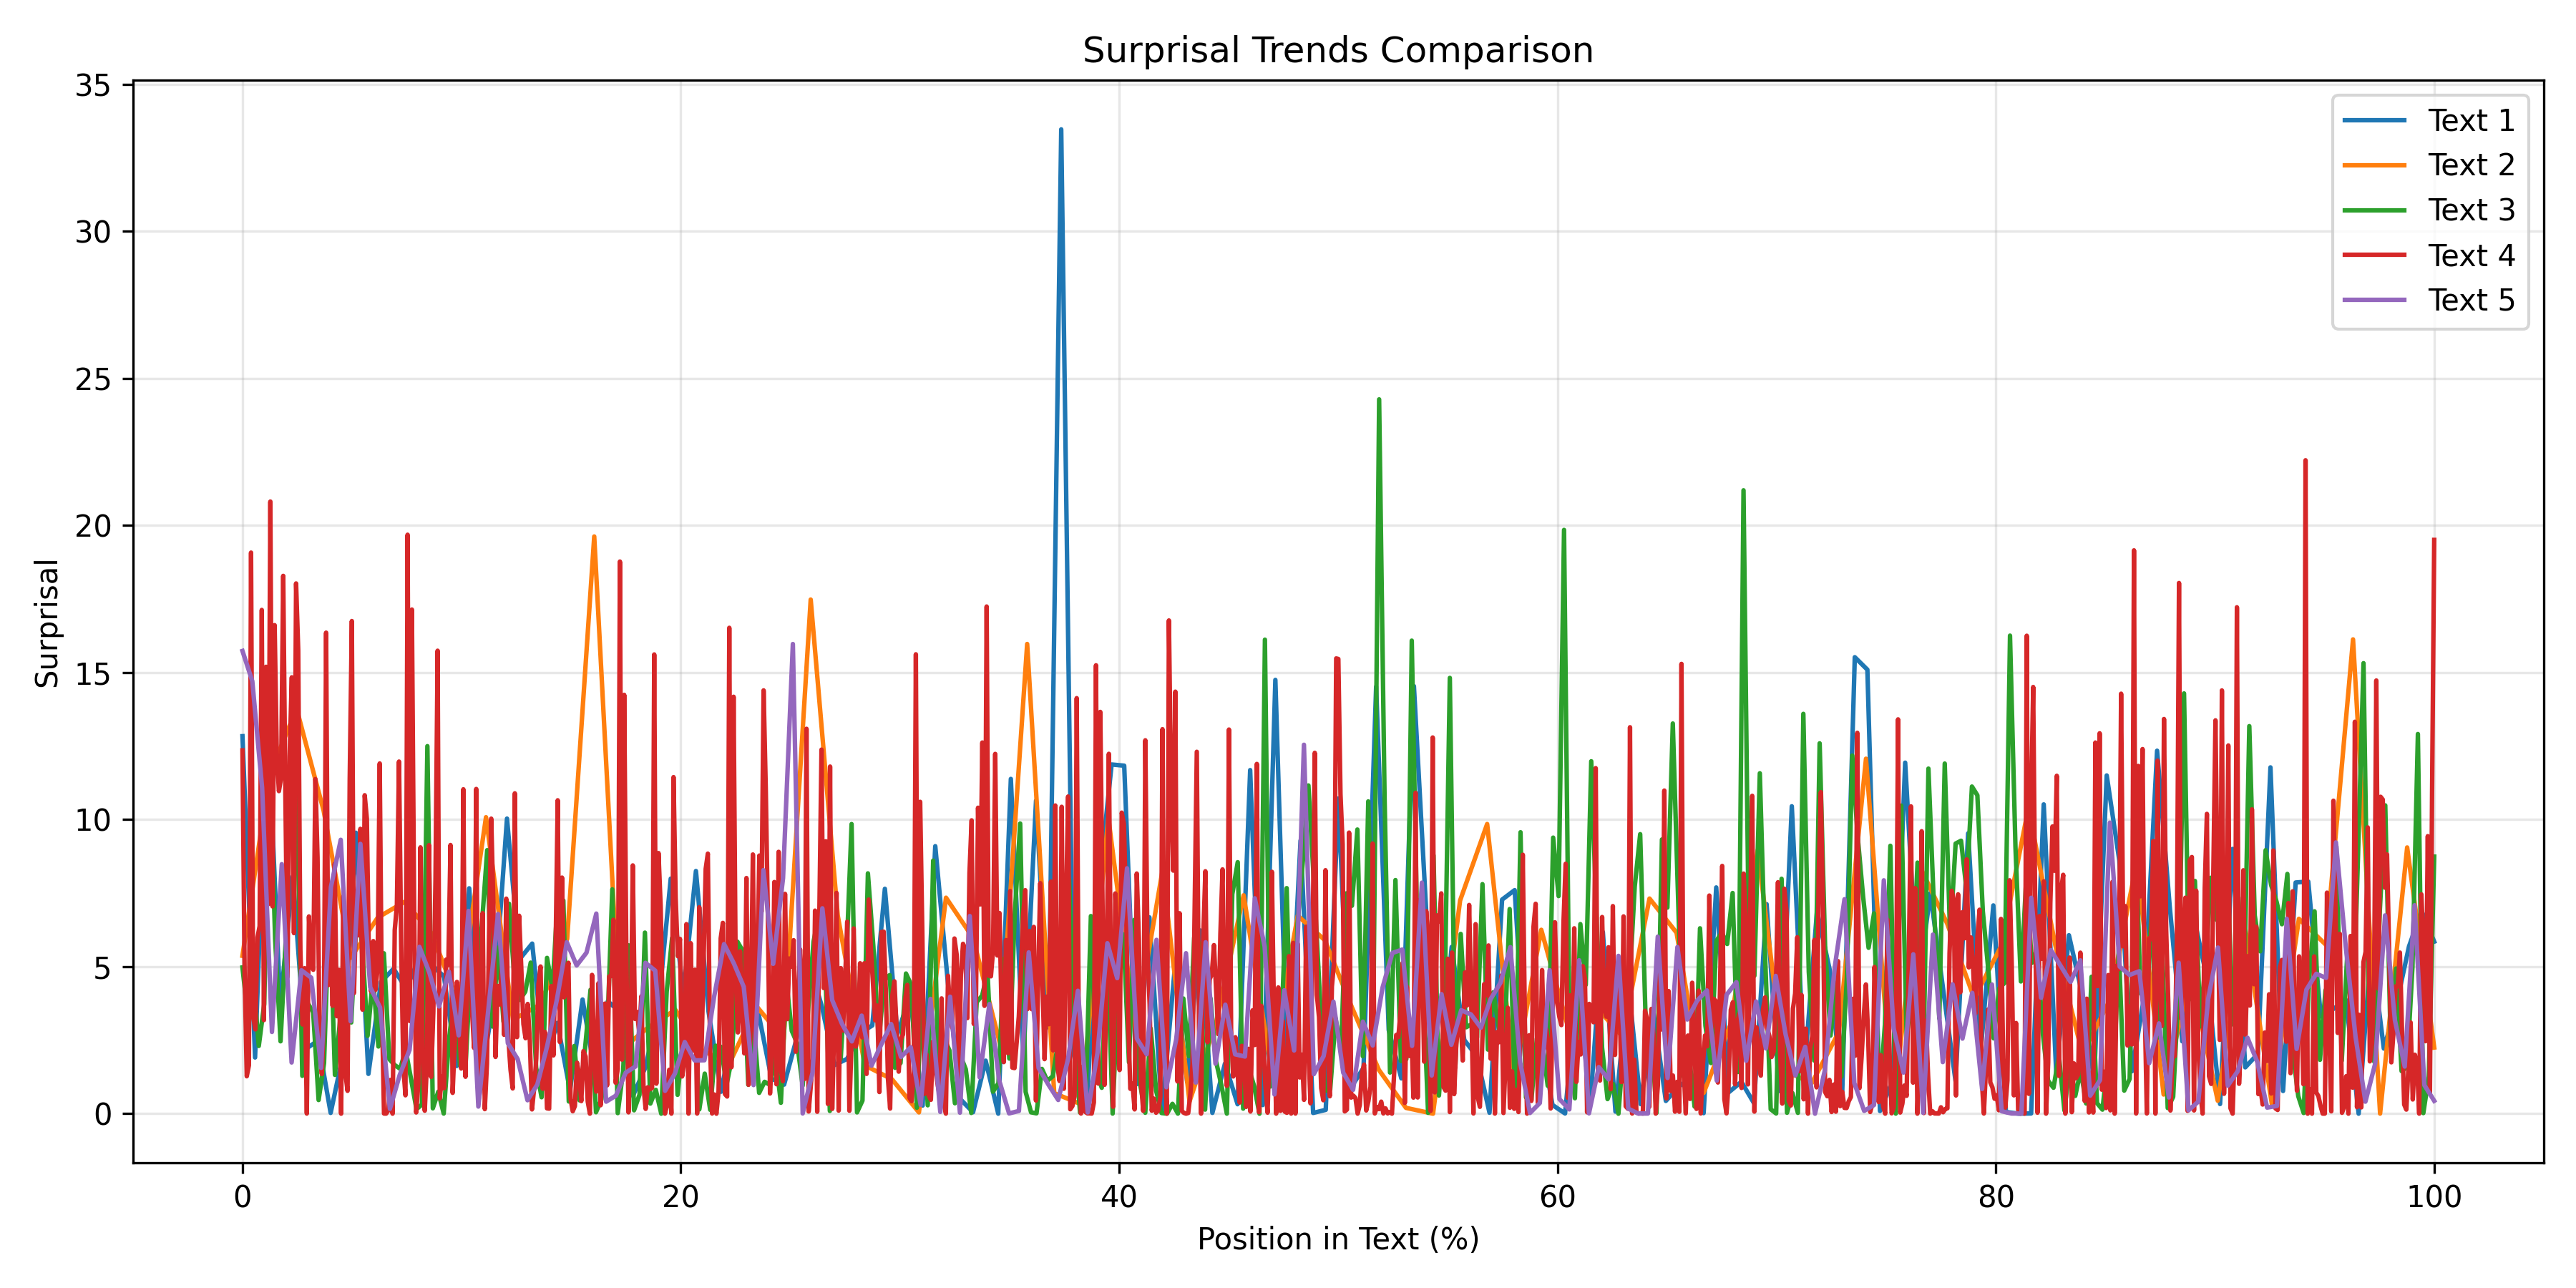 Surprisal Trends Comparison
35
30
25
20
15
10
5
0
Surprisal
0 20 40 60 80 100
Position in Text (%)
Text 1
Text 2
Text 3
Text 4
Text 5